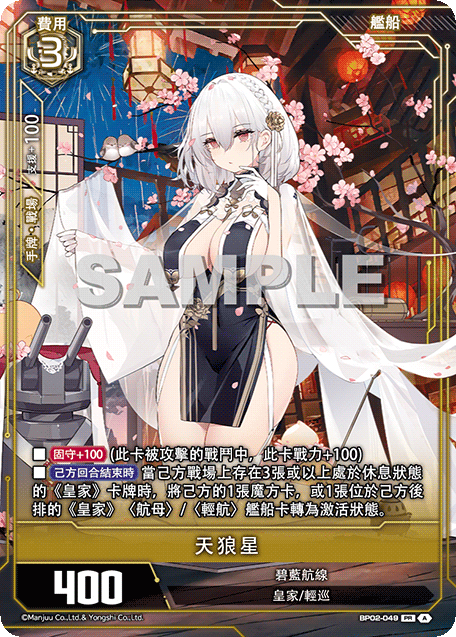 費用
3
艦船
手牌・戰場
支援+100
SAMPLE
■ 固守+100 (此卡被攻擊的戰鬥中，此卡戰力+100)
■ 己方回合結束時 當己方戰場上存在3張或以上處於休息狀態
的《皇家》卡牌時，將己方的1張魔方卡，或1張位於己方後
排的《皇家》〈航母〉/〈輕航〉艦船卡轉為激活狀態。
天狼星
400
碧藍航線
皇家/輕巡
©Manjuu Co.,Ltd.& Yongshi Co.,Ltd.
BP02-049 PR A